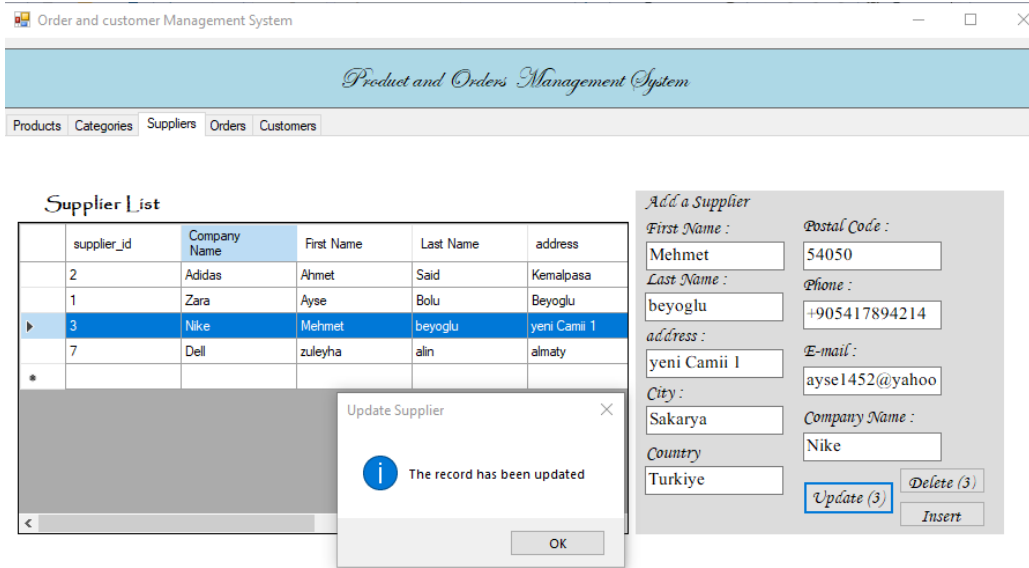 Order and customer Management System
Product and Orders Management System
Products Categories Suppliers Orders Customers
Supplier List
supplier_id Company Name First Name Last Name address
2 Adidas Ahmet Said Kemalpasa
1 Zara Ayse Bolu Beyoglu
3 Nike Mehmet beyoglu yeni Camii 1
7 Dell zuleyha alin almaty
Update Supplier
The record has been updated
OK
Add a Supplier
First Name :
Mehmet
Last Name :
beyoglu
address :
yeni Camii 1
City :
Sakarya
Country
Turkiye
Postal Code :
54050
Phone :
+905417894214
E-mail :
ayse1452@yahoo
Company Name :
Nike
Update (3)
Delete (3)
Insert